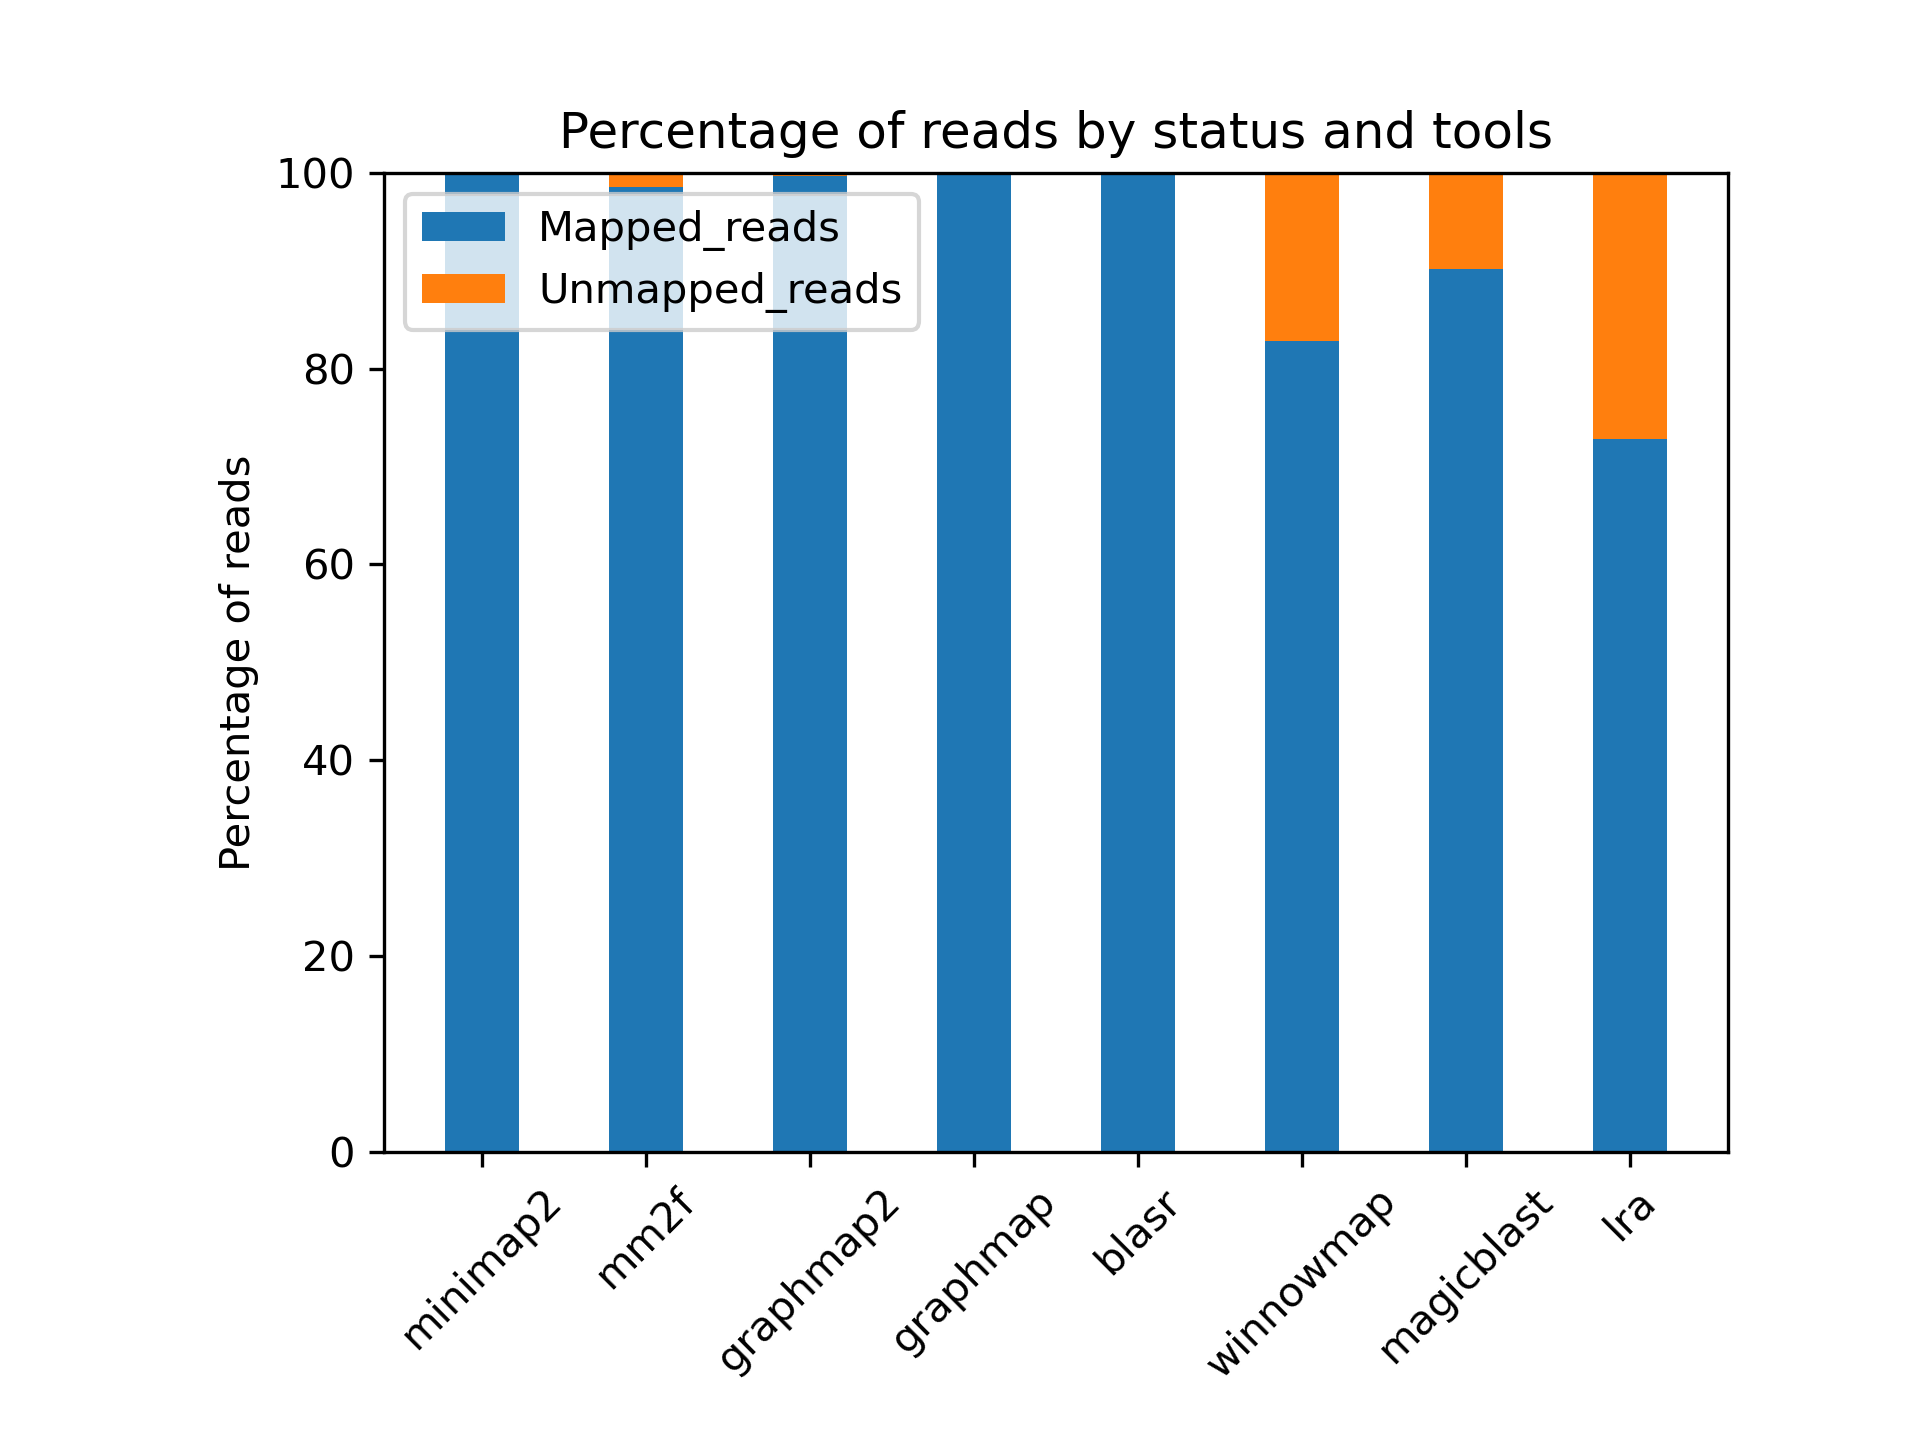 Percentage of reads by status and tools
Percentage of reads
100
80
60
40
20
0
Mapped_reads
Unmapped_reads
minimap2
mm2f
graphmap2
graphmap
blasr
winnowmap
magicblast
lra